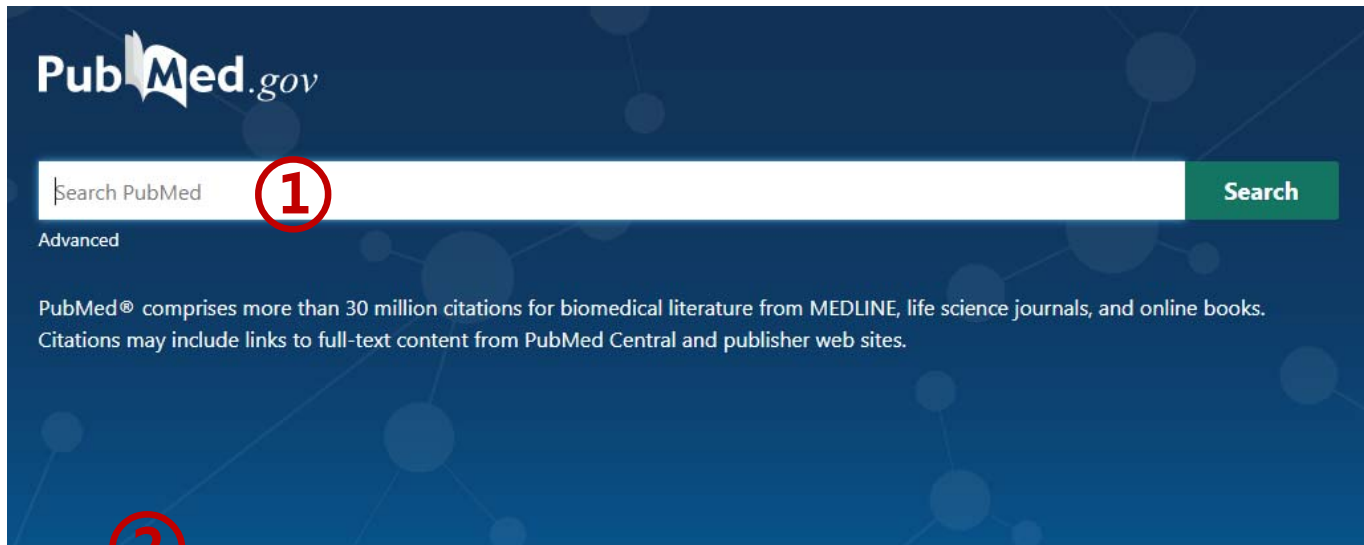 PubMed.gov
① Search PubMed Search
Advanced
PubMed® comprises more than 30 million citations for biomedical literature from MEDLINE, life science journals, and online books.
Citations may include links to full-text content from PubMed Central and publisher web sites.